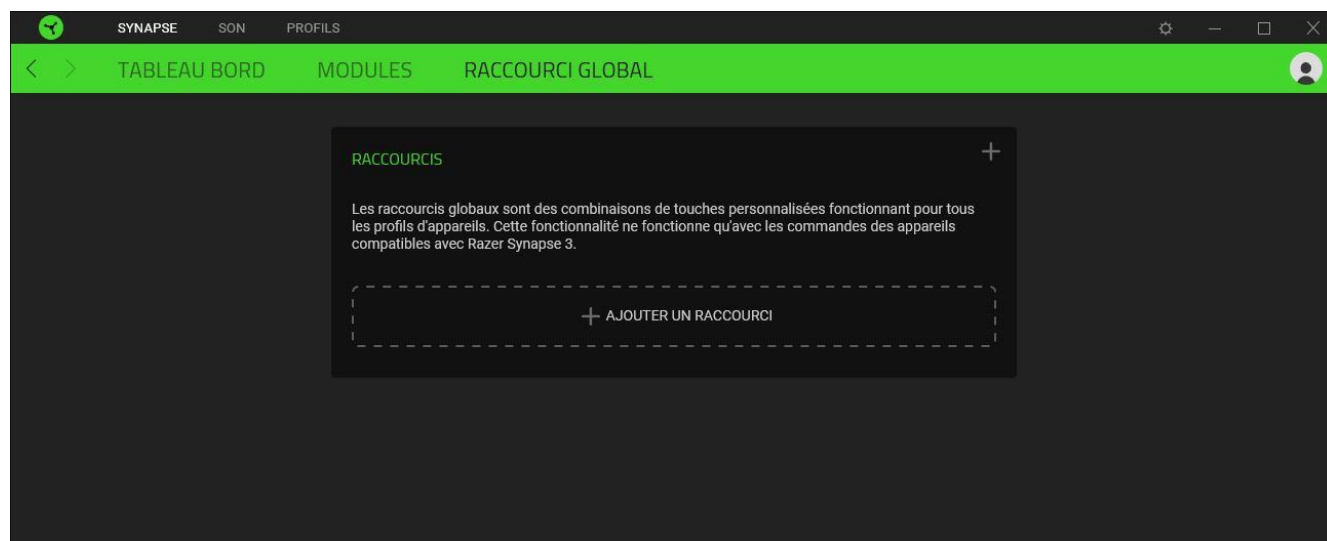 SYNAPSE SON PROFILS
TABLEAU BORD MODULES RACCOURCI GLOBAL
RACCOURCIS
Les raccourcis globaux sont des combinaisons de touches personnalisées fonctionnant pour tous
les profils d'appareils. Cette fonctionnalité ne fonctionne qu'avec les commandes des appareils
compatibles avec Razer Synapse 3.
AJOUTER UN RACCOURCI